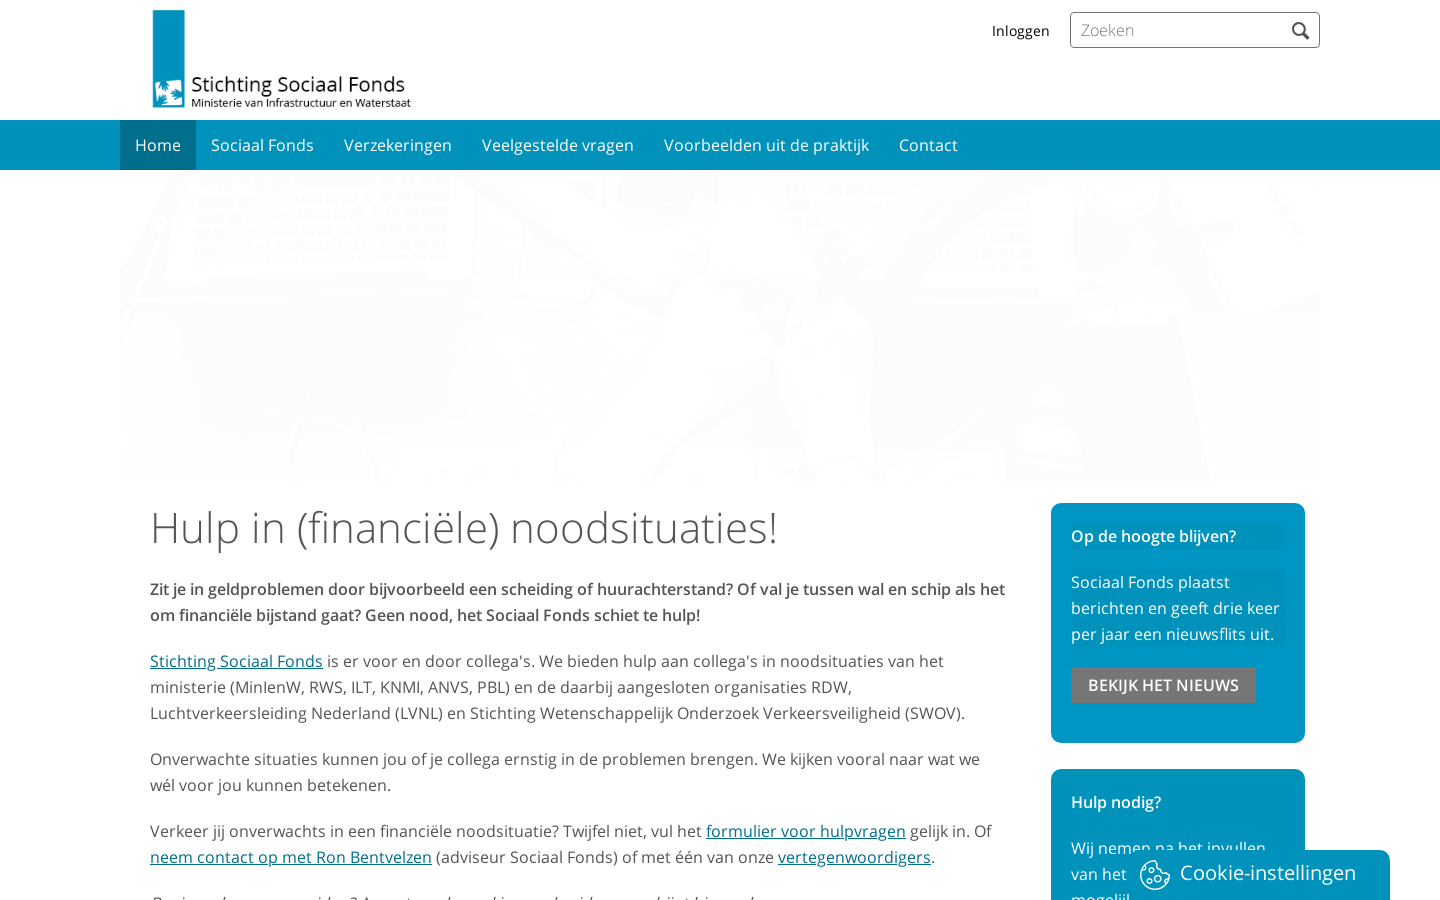 Inloggen
Zoeken
Stichting Sociaal Fonds
Ministerie van Infrastructuur en Waterstaat
Home
Sociaal Fonds
Verzekeringen
Veelgestelde vragen
Voorbeelden uit de praktijk
Contact
Hulp in (financiële) noodsituaties!
Zit je in geldproblemen door bijvoorbeeld een scheiding of huurachterstand? Of val je tussen wal en schip als het
om financiële bijstand gaat? Geen nood, het Sociaal Fonds schiet te hulp!
Stichting Sociaal Fonds is er voor en door collega's. We bieden hulp aan collega's in noodsituaties van het
ministerie (MinIenW, RWS, ILT, KNMI, ANVS, PBL) en de daarbij aangesloten organisaties RDW,
Luchtverkeersleiding Nederland (LVNL) en Stichting Wetenschappelijk Onderzoek Verkeersveiligheid (SWOV).
Onverwachte situaties kunnen jou of je collega ernstig in de problemen brengen. We kijken vooral naar wat we
wél voor jou kunnen betekenen.
Verkeer jij onverwachts in een financiële noodsituatie? Twijfel niet, vul het formulier voor hulpvragen gelijk in. Of
neem contact op met Ron Bentvelzen (adviseur Sociaal Fonds) of met één van onze vertegenwoordigers.
Op de hoogte blijven?
Sociaal Fonds plaatst
berichten en geeft drie keer
per jaar een nieuwsflits uit.
BEKIJK HET NIEUWS
Hulp nodig?
Wij nemen na het invullen
van het
Cookie-instellingen